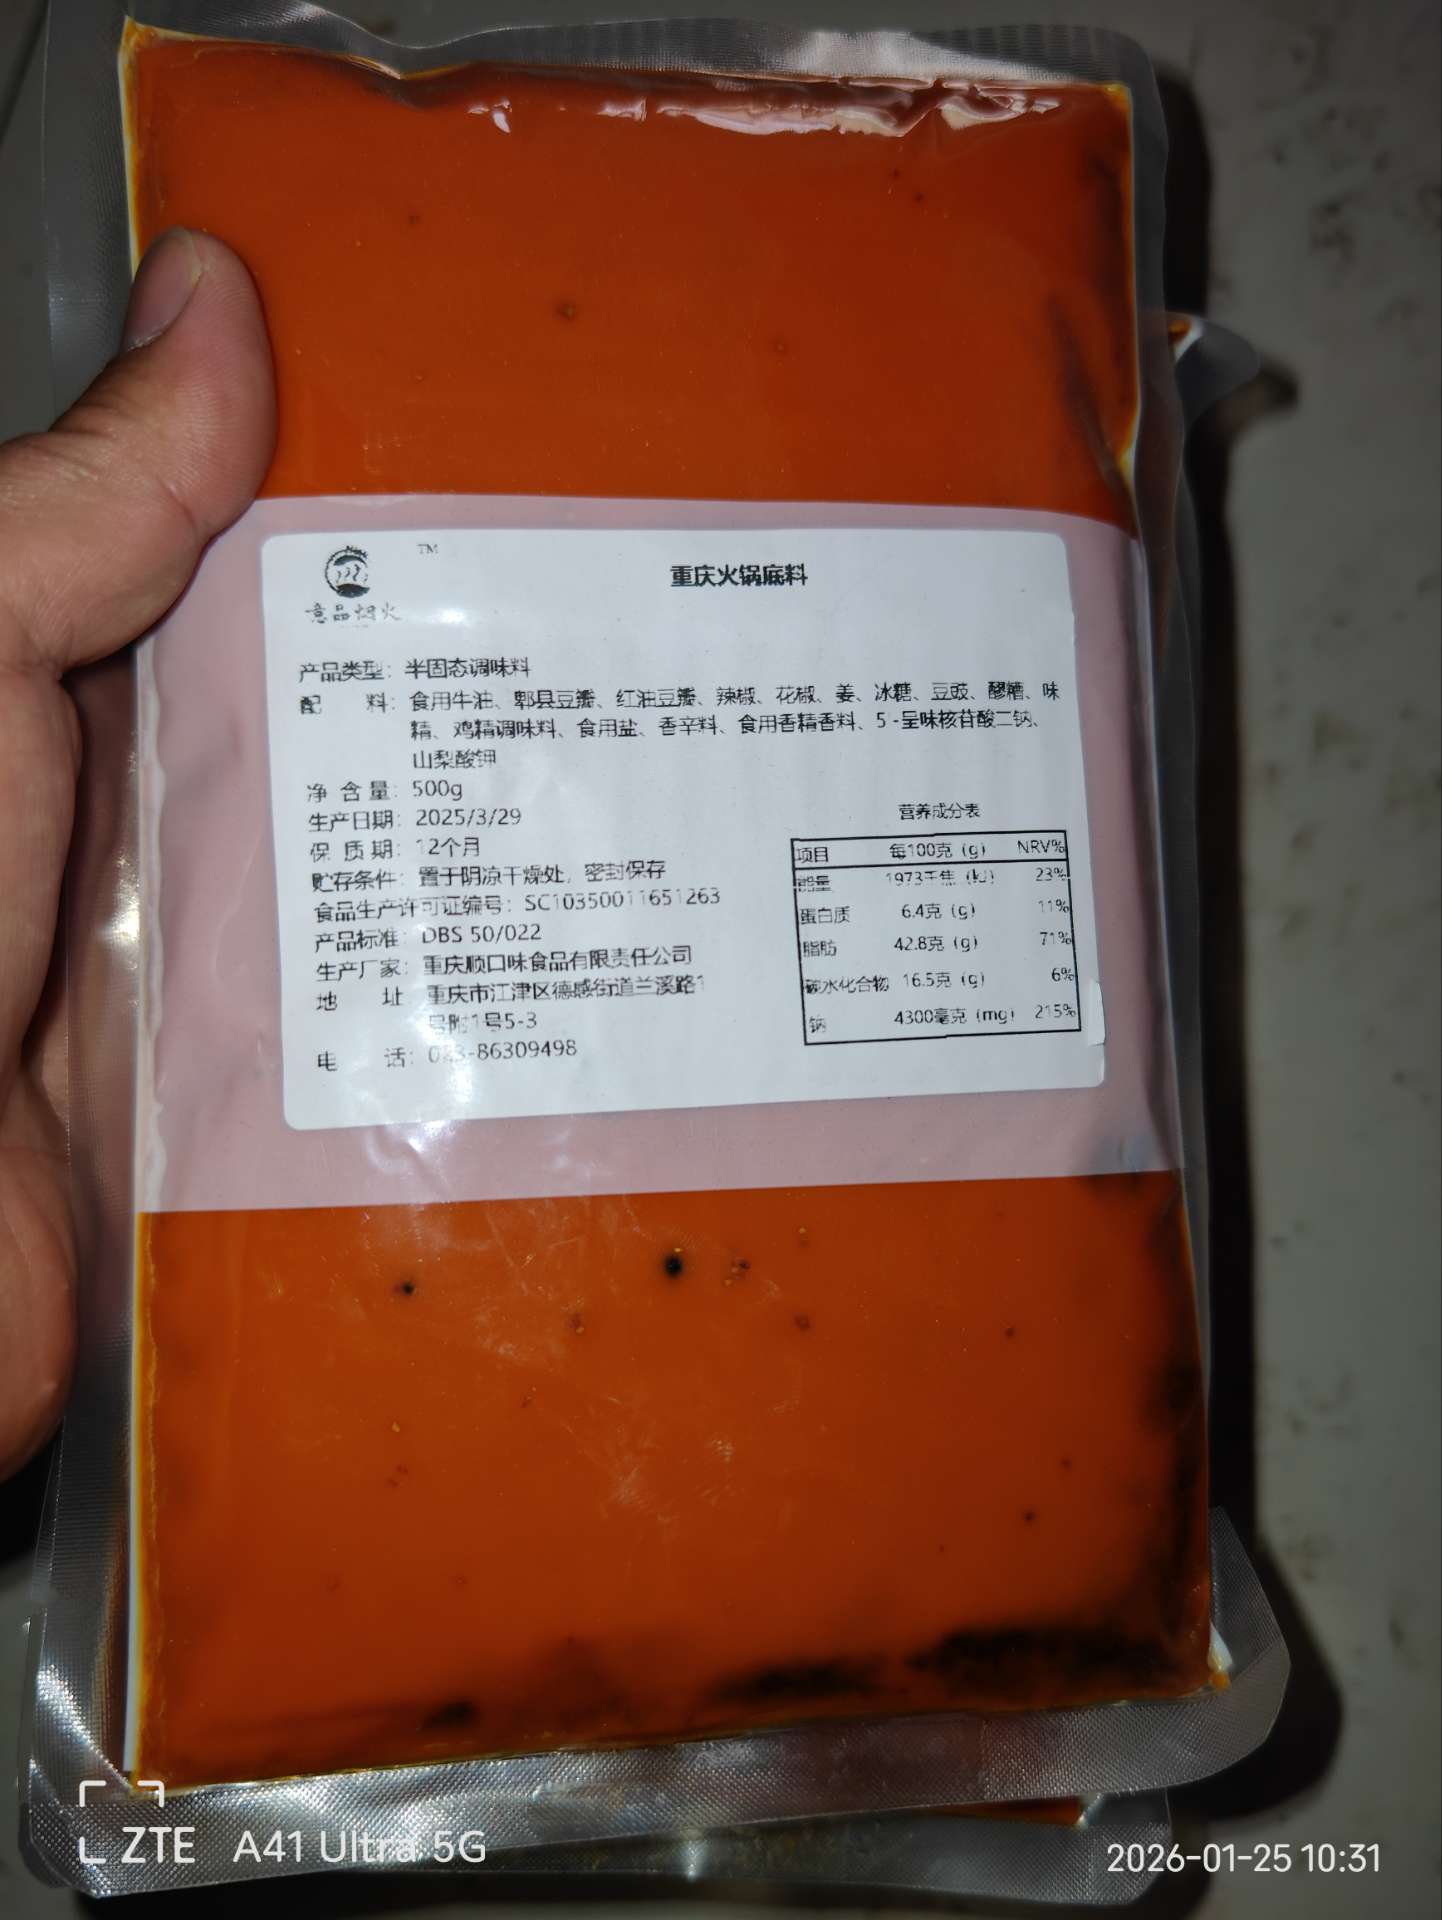 TM
意品烟火
重庆火锅底料
产品类型：半固态调味料
配 料：食用牛油、郫县豆瓣、红油豆瓣、辣椒、花椒、姜、冰糖、豆豉、醪糟、味
精、鸡精调味料、食用盐、香辛料、食用香精香料、5-呈味核苷酸二钠、
山梨酸钾
净 含 量：500g
生产日期：2025/3/29
保 质 期：12个月
贮存条件：置于阴凉干燥处，密封保存
食品生产许可证编号：SC10350011651263
产品标准：DBS 50/022
生产厂家：重庆顺口味食品有限责任公司
地 址 重庆市江津区德感街道兰溪路1
号附1号5-3
电 话：023-86309498
营养成分表
项目 每100克（g） NRV%
能量 1973千焦（kJ） 23%
蛋白质 6.4克（g） 11%
脂肪 42.8克（g） 71%
碳水化合物 16.5克（g） 6%
钠 4300毫克（mg） 215%
ZTE A41 Ultra 5G
2026-01-25 10:31